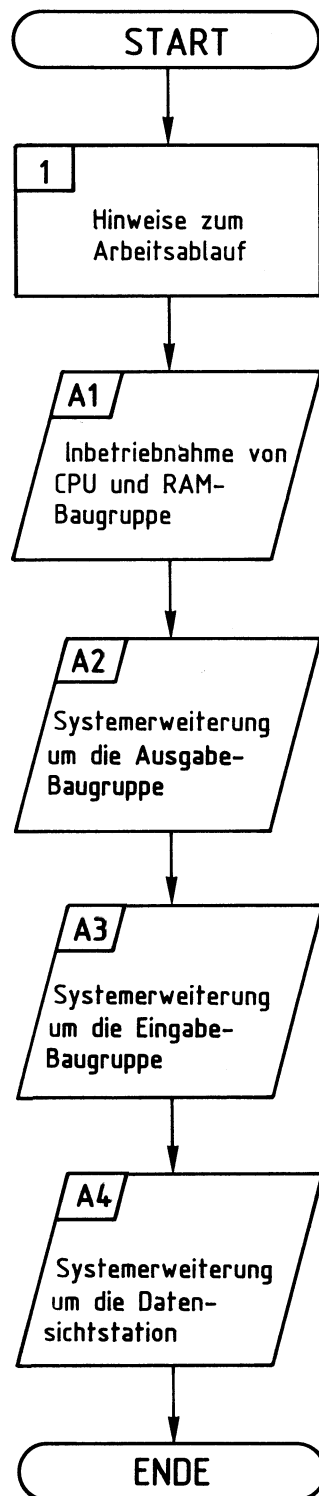 START
1
Hinweise zum
Arbeitsablauf
A1
Inbetriebnahme von
CPU und RAM-
Baugruppe
A2
Systemerweiterung
um die Ausgabe-
Baugruppe
A3
Systemerweiterung
um die Eingabe-
Baugruppe
A4
Systemerweiterung
um die Daten-
sichtstation
ENDE